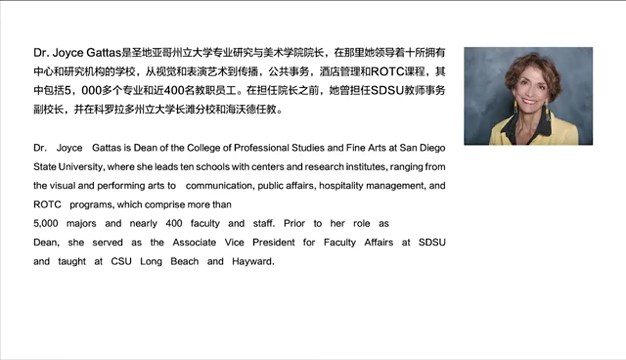 Dr. Joyce Gattas是圣地亚哥州立大学专业研究与美术学院院长，在那里她领导着十所拥有
中心和研究机构的学校，从视觉和表演艺术到传播，公共事务，酒店管理和ROTC课程，其
中包括5，000多个专业和近400名教职员工。在担任院长之前，她曾担任SDSU教师事务
副校长，并在科罗拉多州立大学长滩分校和海沃德任教。
Dr. Joyce Gattas is Dean of the College of Professional Studies and Fine Arts at San Diego
State University, where she leads ten schools with centers and research institutes, ranging from
the visual and performing arts to communication, public affairs, hospitality management, and
ROTC programs, which comprise more than
5,000 majors and nearly 400 faculty and staff. Prior to her role as
Dean, she served as the Associate Vice President for Faculty Affairs at SDSU
and taught at CSU Long Beach and Hayward.